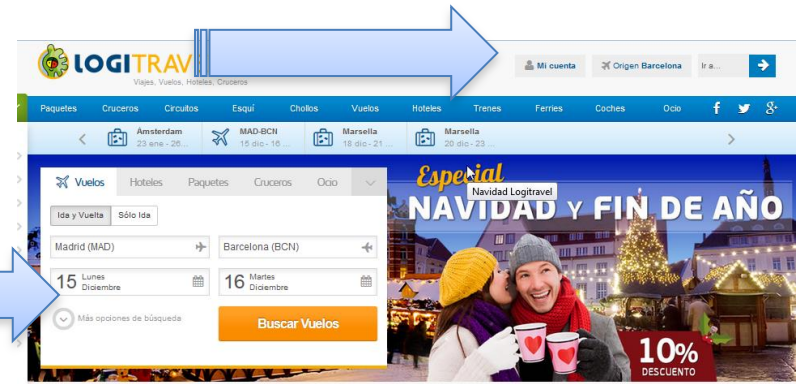 LOGITRAV
Viajes, Vuelos, Hoteles, Cruceros
Mi cuenta
Origen Barcelona
Ir a...
Paquetes Cruceros Circuitos Esquí Chollos Vuelos Hoteles Trenes Ferries Coches Ocio
Amsterdam
23 ene - 26...
MAD-BCN
15 dic - 16 ...
Marsella
18 dic - 21 ...
Marsella
20 dic - 23 ...
Vuelos Hoteles Paquetes Cruceros Ocio
Ida y Vuelta Sólo Ida
Madrid (MAD) Barcelona (BCN)
15 Lunes Diciembre
16 Martes Diciembre
Más opciones de búsqueda
Buscar Vuelos
Especial
Navidad Logitravel
NAVIDAD Y FIN DE AÑO
10%
DESCUENTO